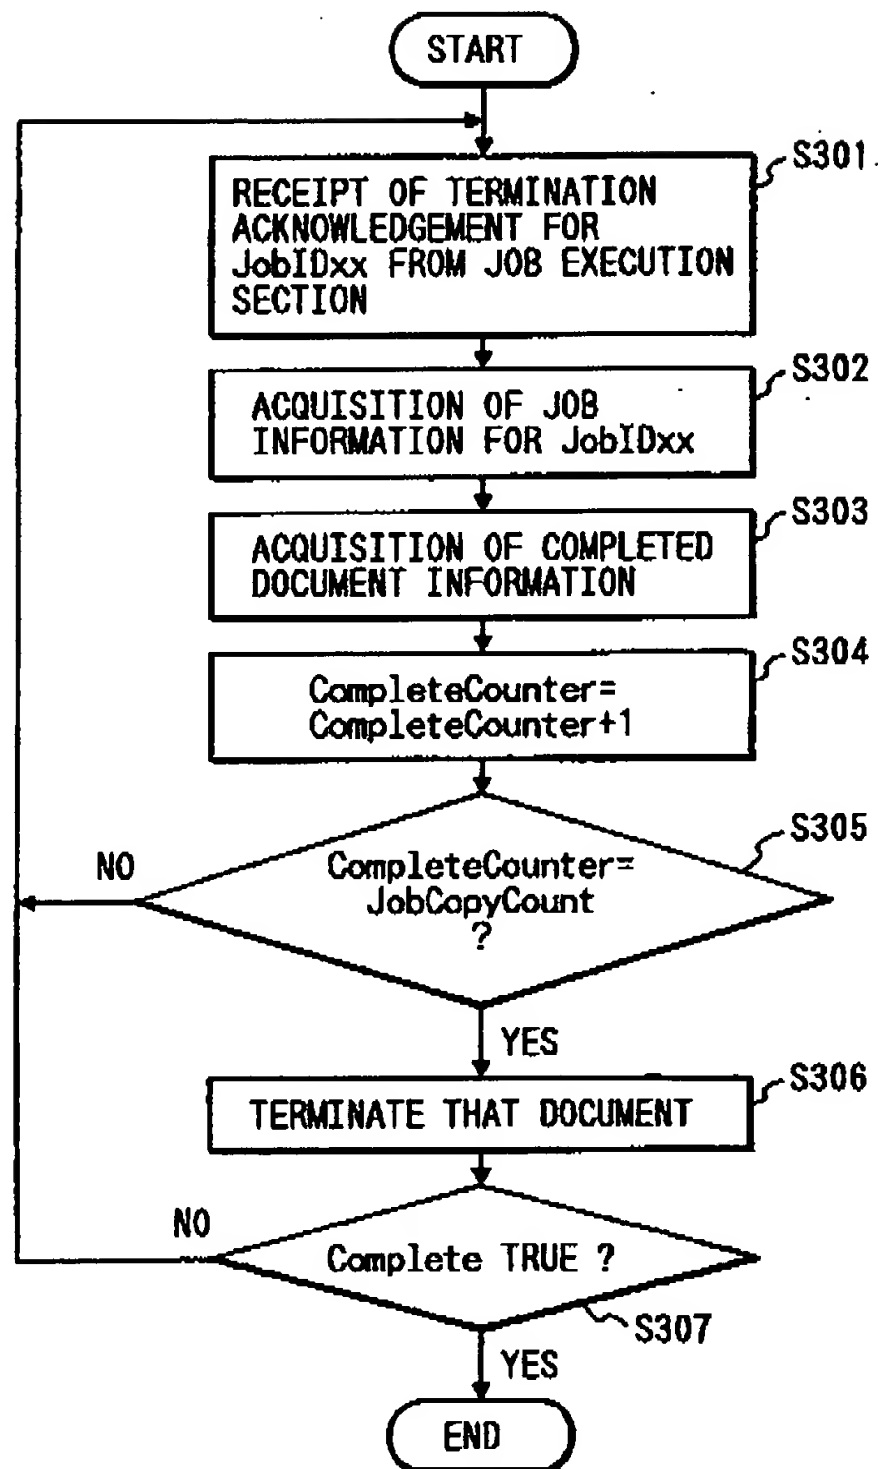 START
S301
RECEIPT OF TERMINATION
ACKNOWLEDGEMENT FOR
JobIDxx FROM JOB EXECUTION
SECTION
S302
ACQUISITION OF JOB
INFORMATION FOR JobIDxx
S303
ACQUISITION OF COMPLETED
DOCUMENT INFORMATION
S304
CompleteCounter=
CompleteCounter+1
S305
NO
CompleteCounter=
JobCopyCount
?
YES
S306
TERMINATE THAT DOCUMENT
NO
Complete TRUE ?
S307
YES
END